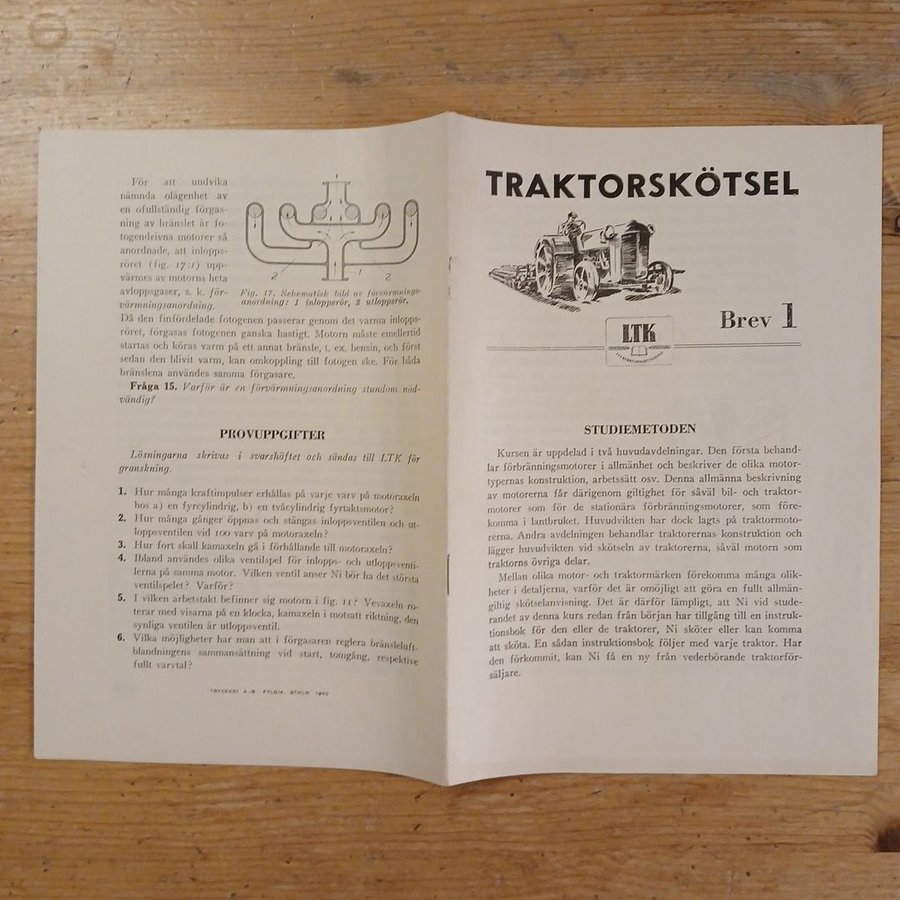 För att undvika
nämnda olägenhet av
en ofullständig förgas-
ning av bränslet är fo-
togendrivna motorer så
anordnade, att inlopps-
röret (fig. 17:1) upp-
värmes av motorns heta
avloppsgaser, s. k. för-
värmningsanordning.
2
1
2
Fig. 17. Schematisk bild av förvärmnings-
anordning: 1 inloppsrör, 2 utloppsrör.
Då den finfördelade fotogenen passerar genom det varma inlopps-
röret, förgasas fotogenen ganska hastigt. Motorn måste emellertid
startas och köras varm på ett annat bränsle, t. ex. bensin, och först
sedan den blivit varm, kan omkoppling till fotogen ske. För båda
bränslena användes samma förgasare.
Fråga 15. Varför är en förvärmningsanordning stundom nöd-
vändig?
PROVUPPGIFTER
Lösningarna skrivas i svarshäftet och sändas till LTK för
granskning.
1. Hur många kraftimpulser erhållas på varje varv på motoraxeln
hos a) en fyrcylindrig, b) en tvåcylindrig fyrtaktsmotor?
2. Hur många gånger öppnas och stängas inloppsventilen och ut-
loppsventilen vid 100 varv på motoraxeln?
3. Hur fort skall kamaxeln gå i förhållande till motoraxeln?
4. Ibland användes olika ventilspel för inlopps- och utloppsventi-
lerna på samma motor. Vilken ventil anser Ni bör ha det största
ventilspelet? Varför?
5. I vilken arbetstakt befinner sig motorn i fig. 11? Vevaxeln ro-
terar med visarna på en klocka, kamaxeln i motsatt riktning, den
synliga ventilen är utloppsventil.
6. Vilka möjligheter har man att i förgasaren reglera bränsleluft-
blandningens sammansättning vid start, tomgång, respektive
fullt varvtal?
TRYCKERI A.-B. FYLGIA, STHLM 1950
TRAKTORSKÖTSEL
Brev 1
LTK
STUDIEMETODEN
Kursen är uppdelad i två huvudavdelningar. Den första behand-
lar förbränningsmotorer i allmänhet och beskriver de olika motor-
typernas konstruktion, arbetssätt osv. Denna allmänna beskrivning
av motorerna får därigenom giltighet för såväl bil- och traktor-
motorer som för de stationära förbränningsmotorer, som före-
komma i lantbruket. Huvudvikten har dock lagts på traktormoto-
rerna. Andra avdelningen behandlar traktorernas konstruktion och
lägger huvudvikten vid skötseln av traktorerna, såväl motorn som
traktorns övriga delar.
Mellan olika motor- och traktormärken förekomma många olik-
heter i detaljerna, varför det är omöjligt att göra en fullt allmän-
giltig skötselanvisning. Det är därför lämpligt, att Ni vid stude-
randet av denna kurs redan från början har tillgång till en instruk-
tionsbok för den eller de traktorer, Ni sköter eller kan komma
att sköta. En sådan instruktionsbok följer med varje traktor. Har
den förkommit, kan Ni få en ny från vederbörande traktorför-
säljare.